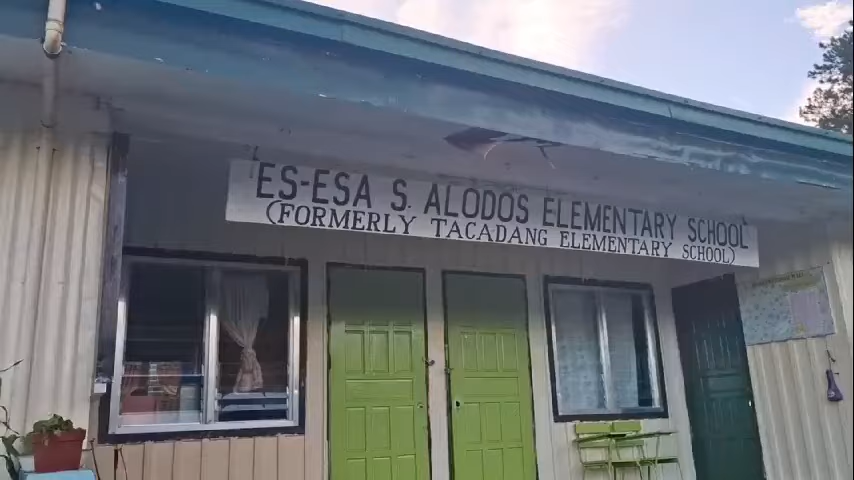 ES-ESA S. ALODOS ELEMENTARY SCHOOL
(FORMERLY TACADANG ELEMENTARY SCHOOL)